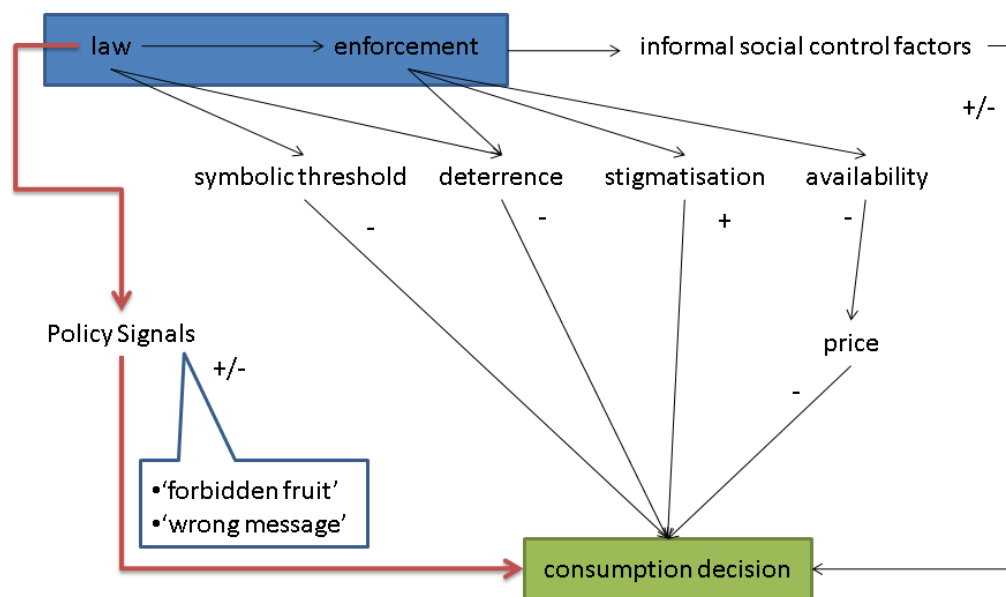 law
enforcement
informal social control factors
+/-
symbolic threshold
deterrence
stigmatisation
availability
-
-
+
-
Policy Signals
+/-
price
-
•‘forbidden fruit’
•‘wrong message’
consumption decision